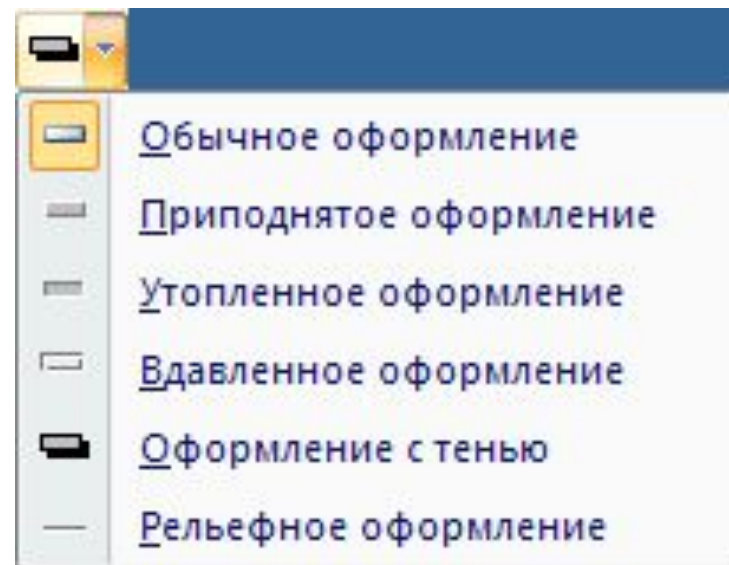 Обычное оформление
Приподнятое оформление
Утопленное оформление
Вдавленное оформление
Оформление с тенью
Рельефное оформление